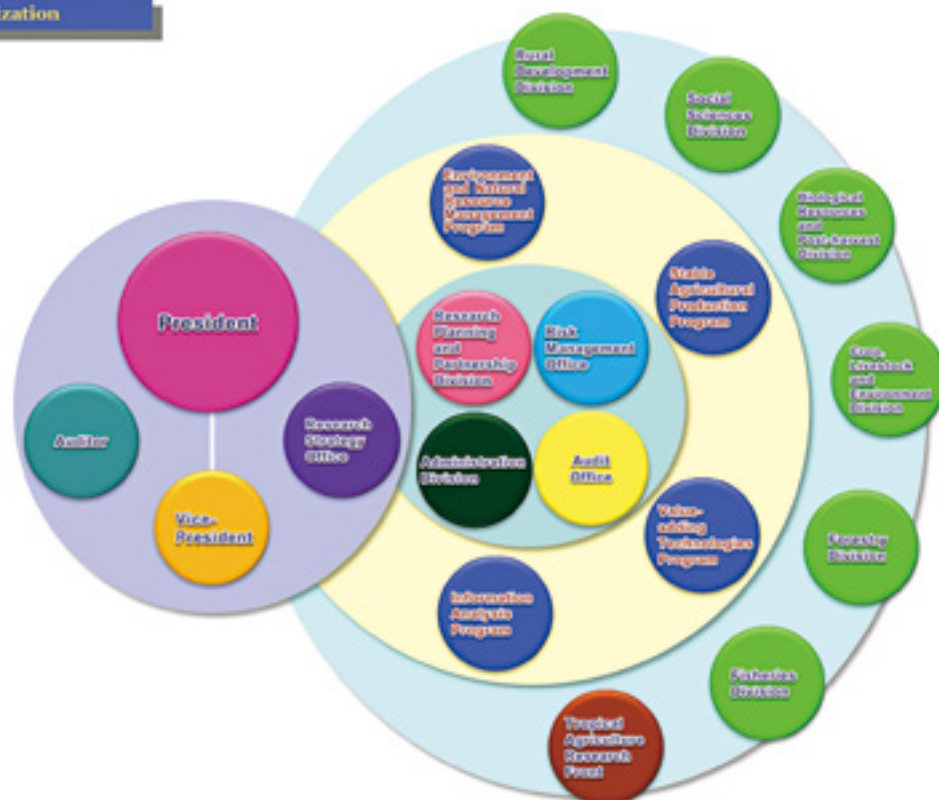 ization
Rural
Development
Division
Social
Sciences
Division
Biological
Resources
and
Post-harvest
Division
Crop,
Livestock
and
Environment
Division
Forestry
Division
Fisheries
Division
Tropical
Agriculture
Research
Front
Environment
and Natural
Resource
Management
Program
Stable
Agricultural
Production
Program
Value-
adding
Technologies
Program
Information
Analysis
Program
Research
Planning
and
Partnership
Division
Risk
Management
Office
Administration
Division
Audit
Office
President
Auditor
Research
Strategy
Office
Vice-
President